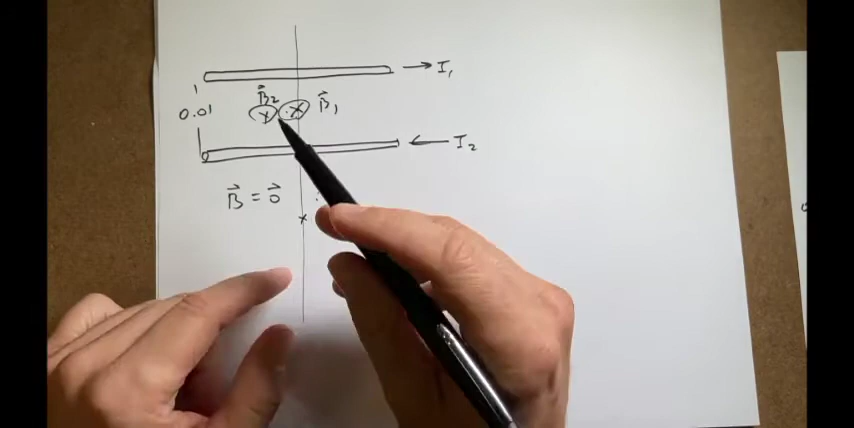 → I₁
0.01
B⃗₂ B⃗₁
x x
← I₂
B⃗ = 0⃗
x